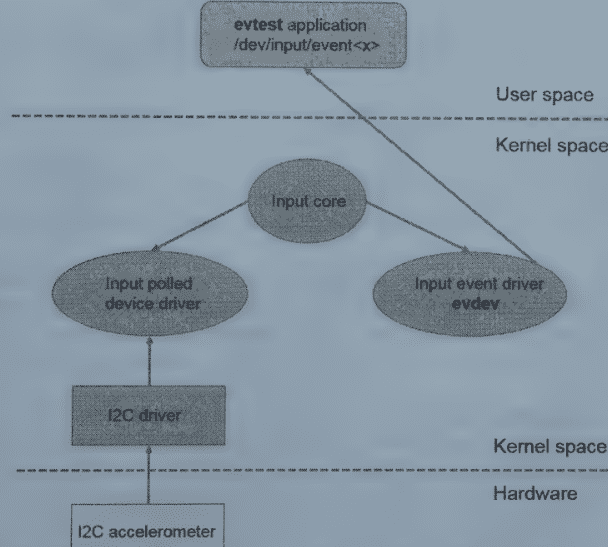 evtest application
/dev/input/event<x>
User space
Kernel space
Input core
Input polled
device driver
Input event driver
evdev
I2C driver
Kernel space
Hardware
I2C accelerometer